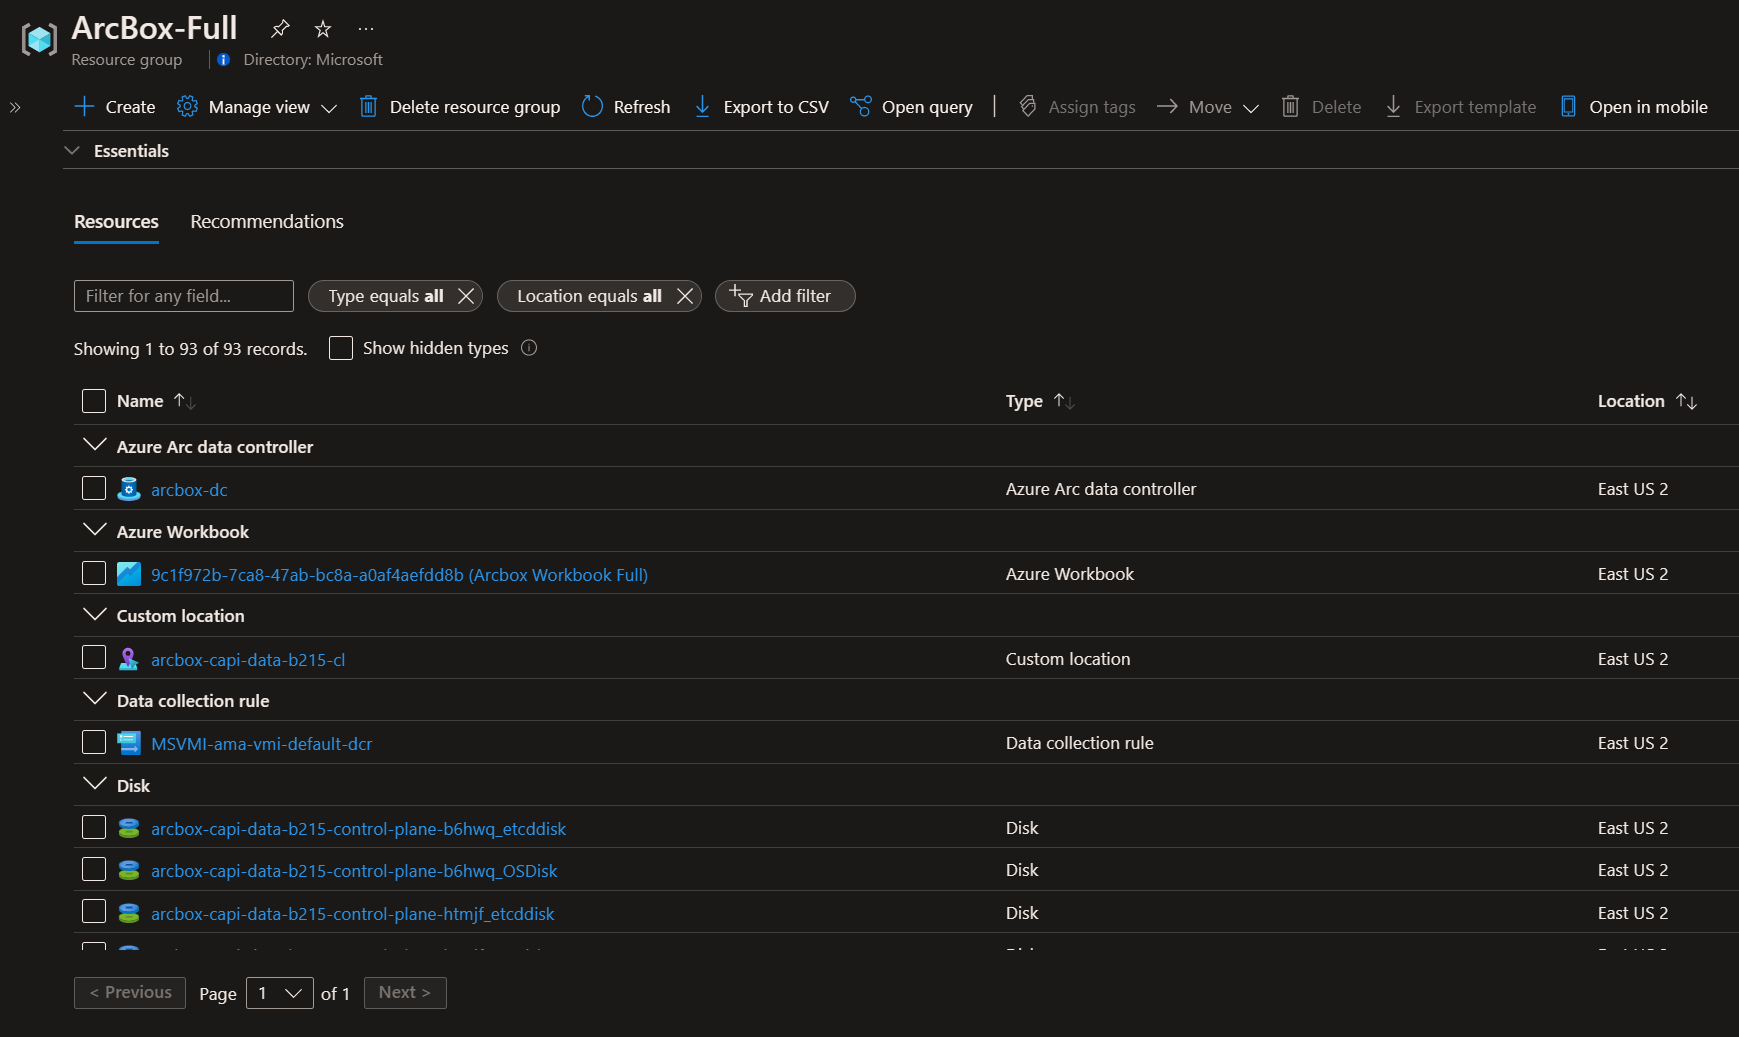 ArcBox-Full
Resource group
Directory: Microsoft
Create Manage view Delete resource group Refresh Export to CSV Open query Assign tags Move Delete Export template Open in mobile
Essentials
Resources Recommendations
Filter for any field... Type equals all Location equals all Add filter
Showing 1 to 93 of 93 records. Show hidden types
Name Type Location
Azure Arc data controller
arcbox-dc Azure Arc data controller East US 2
Azure Workbook
9c1f972b-7ca8-47ab-bc8a-a0af4aefdd8b (Arcbox Workbook Full) Azure Workbook East US 2
Custom location
arcbox-capi-data-b215-cl Custom location East US 2
Data collection rule
MSVMI-ama-vmi-default-dcr Data collection rule East US 2
Disk
arcbox-capi-data-b215-control-plane-b6hwq_etcddisk Disk East US 2
arcbox-capi-data-b215-control-plane-b6hwq_OSDisk Disk East US 2
arcbox-capi-data-b215-control-plane-htmjf_etcddisk Disk East US 2
< Previous Page 1 of 1 Next >